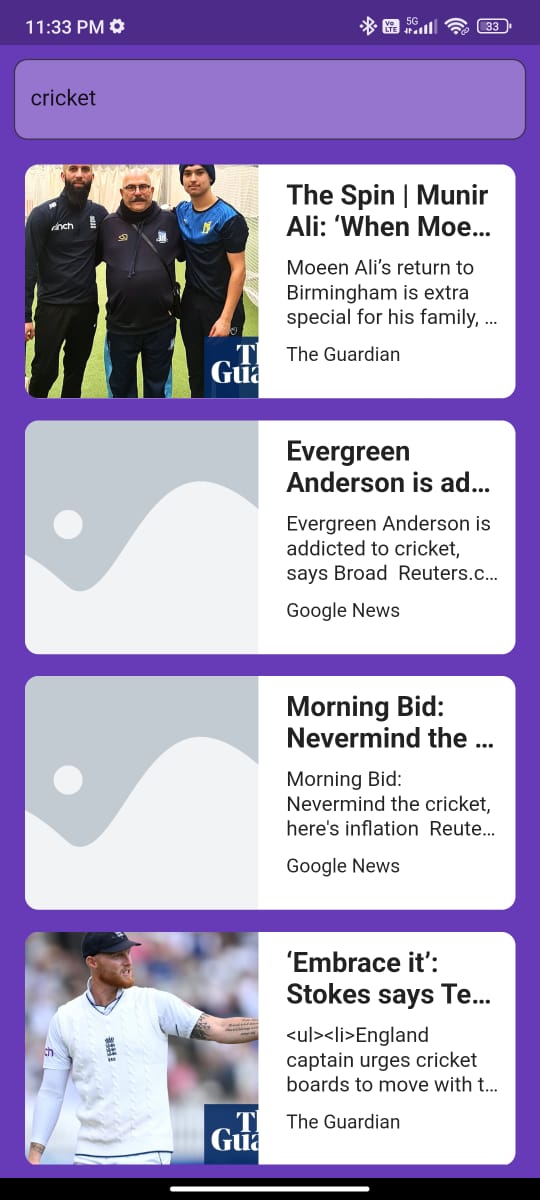 11:33 PM
Vo
LTE
5G
33
cricket
The Spin | Munir
Ali: ‘When Moe…
Moeen Ali’s return to
Birmingham is extra
special for his family, …
The Guardian
Evergreen
Anderson is ad…
Evergreen Anderson is
addicted to cricket,
says Broad  Reuters.c…
Google News
Morning Bid:
Nevermind the …
Morning Bid:
Nevermind the cricket,
here's inflation  Reute…
Google News
‘Embrace it’:
Stokes says Te…
<ul><li>England
captain urges cricket
boards to move with t…
The Guardian